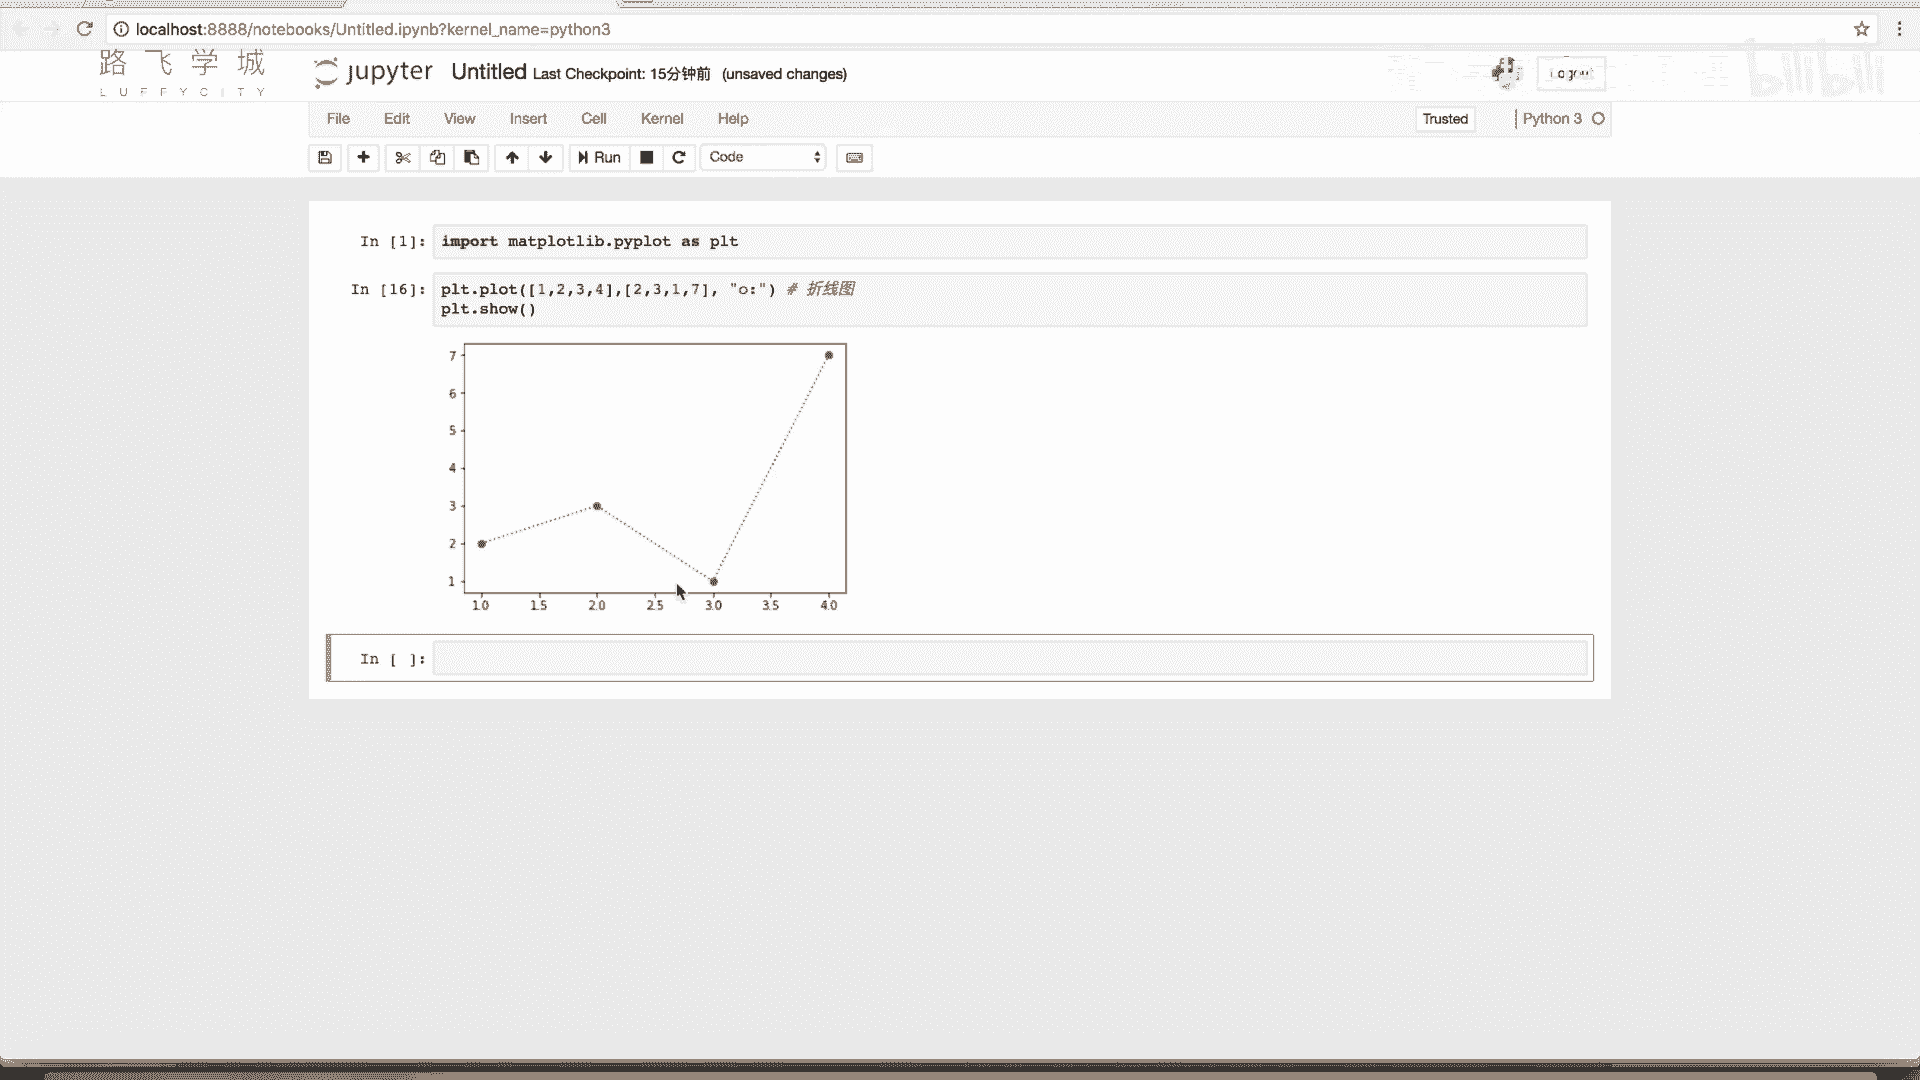 localhost:8888/notebooks/Untitled.ipynb?kernel_name=python3
路飞学城
LUFFYCITY
jupyter Untitled Last Checkpoint: 15分钟前 (unsaved changes)
Logout
bilibili
File Edit View Insert Cell Kernel Help
Trusted
Python 3
Run
Code
In [1]: import matplotlib.pyplot as plt
In [16]: plt.plot([1,2,3,4],[2,3,1,7], "o:") # 折线图
plt.show()
7
6
5
4
3
2
1
1.0 1.5 2.0 2.5 3.0 3.5 4.0
In [ ]: